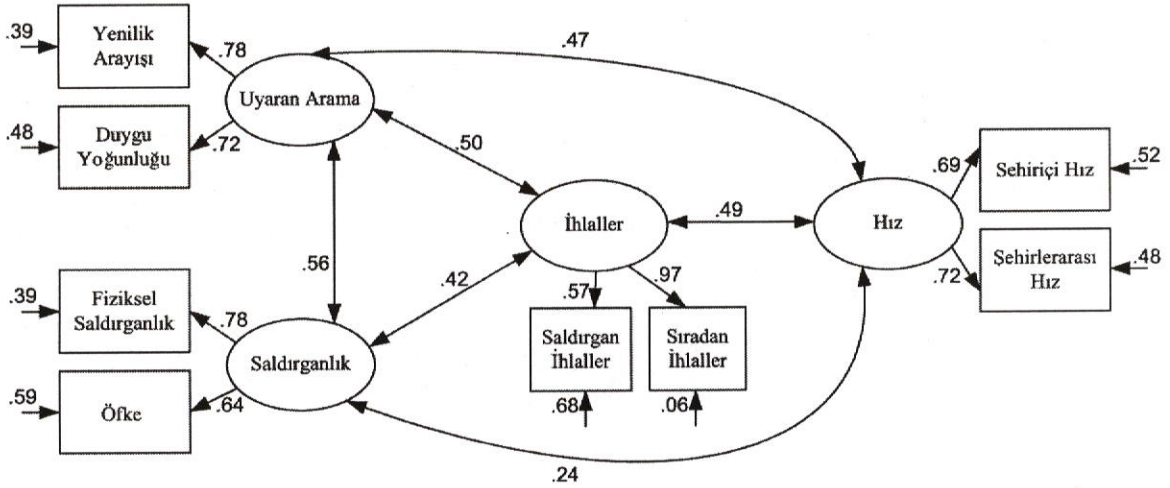 .39
Yenilik
Arayışı
.78
.47
Uyaran Arama
.48
Duygu
Yoğunluğu
.72
.50
.69
Sehiriçi Hız
.52
İhlaller
.49
Hız
.56
.42
.72
Şehirlerarası
Hız
.48
.39
Fiziksel
Saldırganlık
.78
.57
.97
Saldırganlık
Saldırgan
İhlaller
Sıradan
İhlaller
.59
Öfke
.64
.68
.06
.24